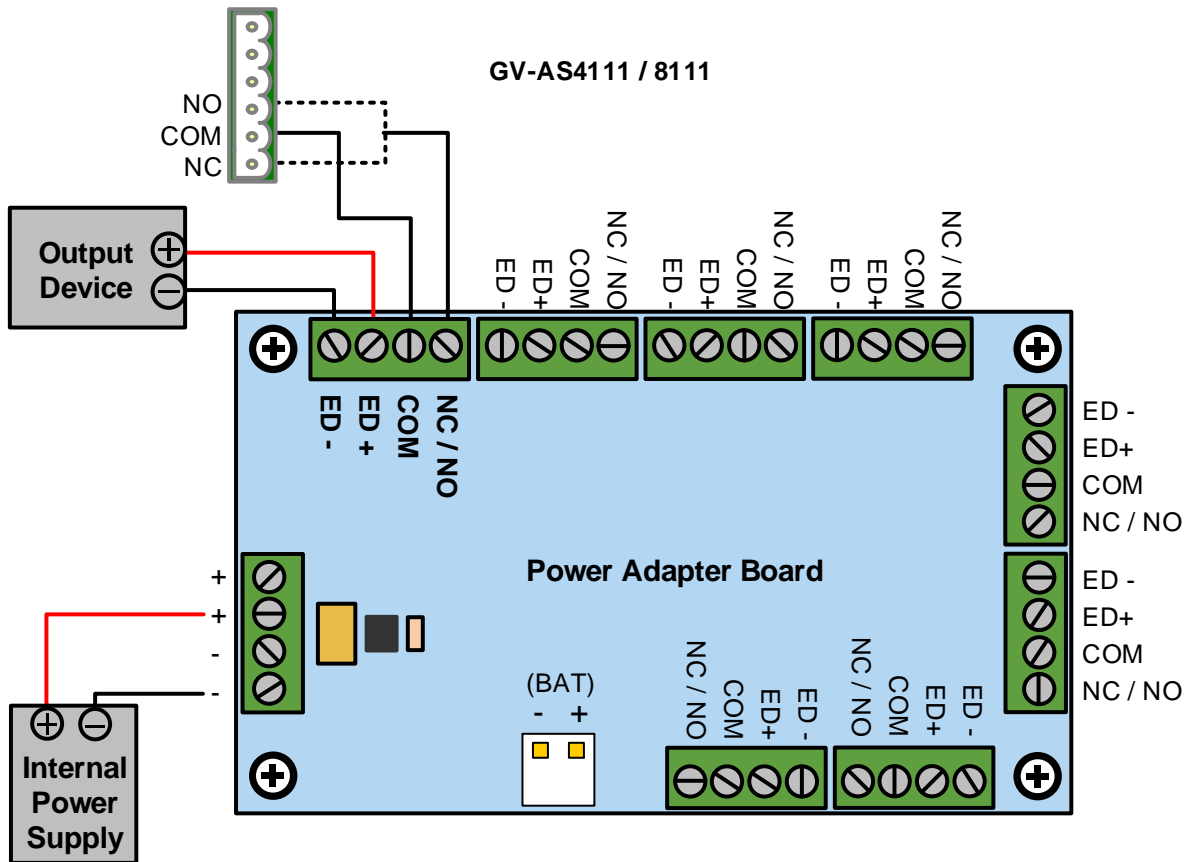 GV-AS4111 / 8111
NO
COM
NC
Output
Device
+
-
ED -
ED+
COM
NC / NO
ED -
ED+
COM
NC / NO
ED -
ED+
COM
NC / NO
ED -
ED +
COM
NC / NO
ED -
ED+
COM
NC / NO
Power Adapter Board
ED -
ED+
COM
NC / NO
+
+
-
-
(BAT)
- +
NC / NO
COM
ED+
ED -
NC / NO
COM
ED+
ED -
+
-
Internal
Power
Supply